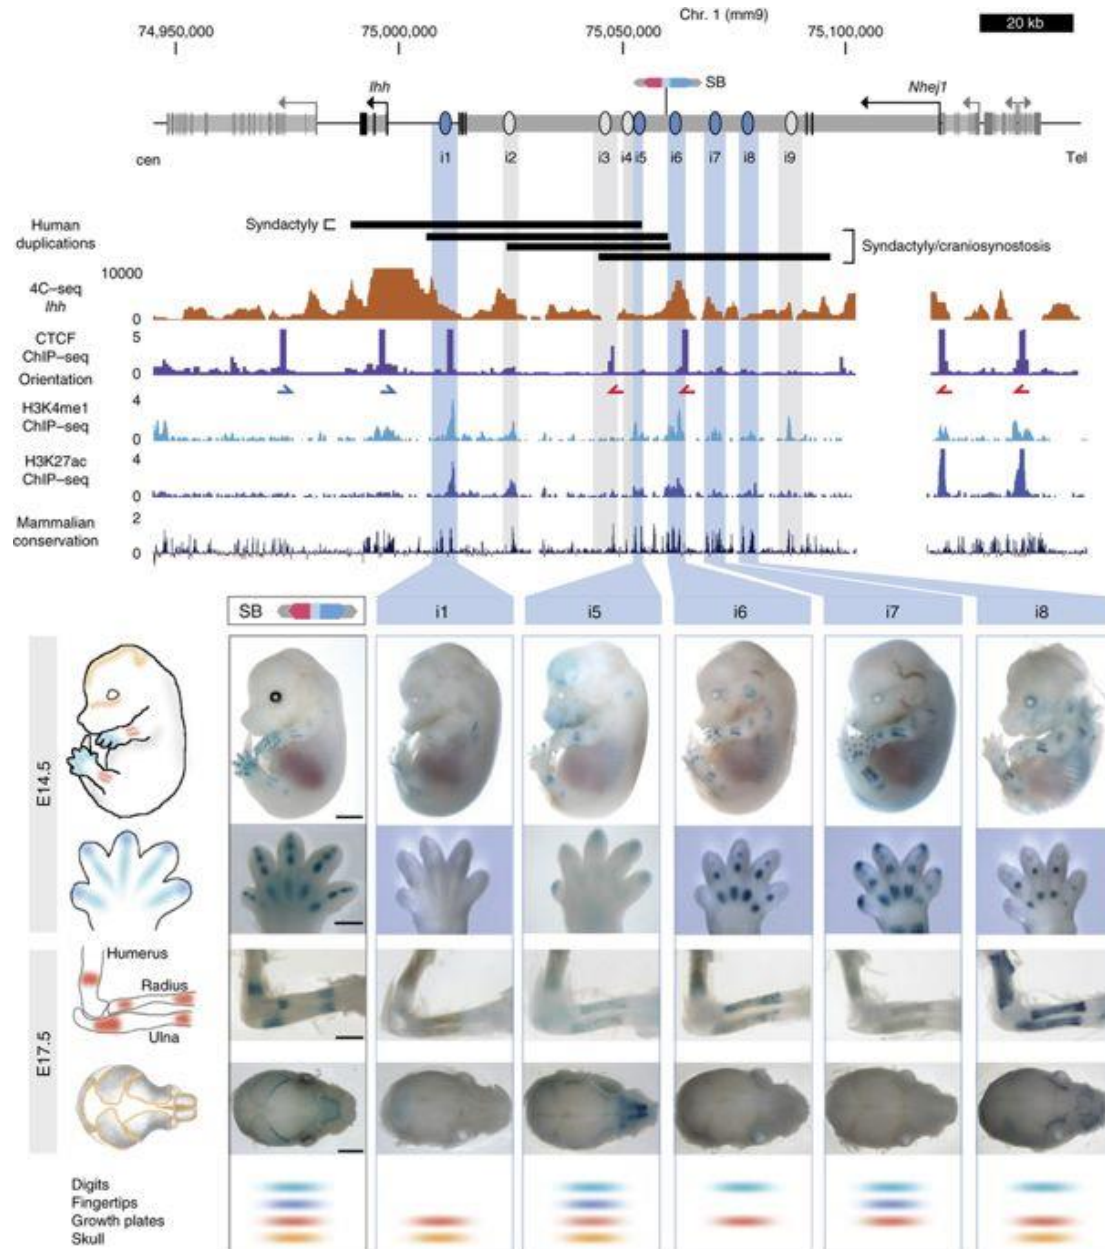 Chr. 1 (mm9)
20 kb
74,950,000
75,000,000
75,050,000
75,100,000
Ihh
SB
Nhej1
cen
i1
i2
i3
i4
i5
i6
i7
i8
i9
Tel
Human
duplications
Syndactyly
Syndactyly/craniosynostosis
10000
4C–seq
Ihh
0
5
CTCF
ChIP–seq
0
Orientation
4
H3K4me1
ChIP–seq
0
4
H3K27ac
ChIP–seq
0
2
Mammalian
conservation
0
SB
i1
i5
i6
i7
i8
E14.5
Humerus
Radius
Ulna
E17.5
Digits
Fingertips
Growth plates
Skull